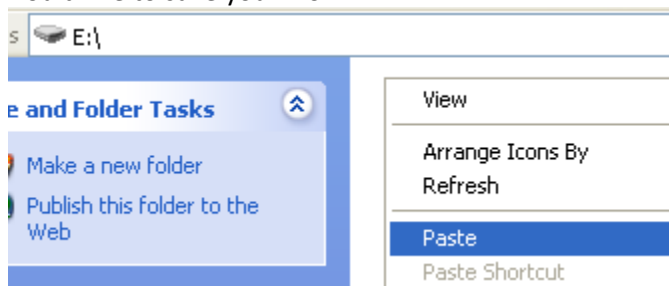 s E:\
e and Folder Tasks
Make a new folder
Publish this folder to the
Web
View
Arrange Icons By
Refresh
Paste
Paste Shortcut